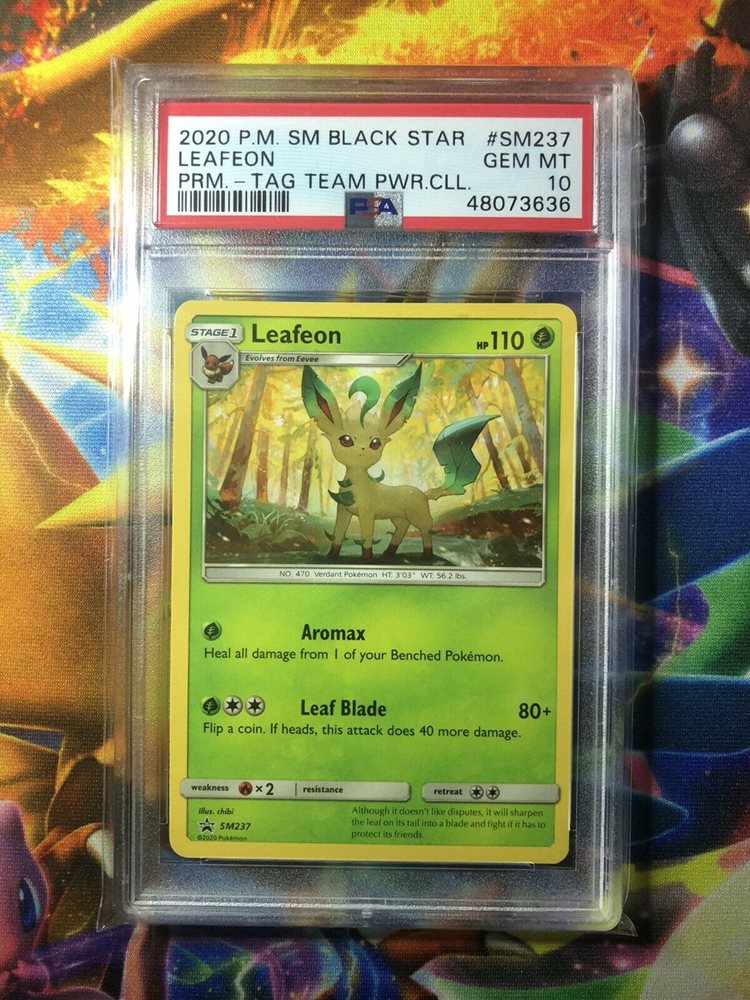 2020 P.M. SM BLACK STAR #SM237
LEAFEON GEM MT
PRM.-TAG TEAM PWR.CLL. 10
PSA 48073636
STAGE 1 Leafeon HP 110
Evolves from Eevee
NO. 470 Verdant Pokémon HT: 3'03" WT: 56.2 lbs.
Aromax
Heal all damage from 1 of your Benched Pokémon.
Leaf Blade 80+
Flip a coin. If heads, this attack does 40 more damage.
weakness ×2 resistance retreat
Illus. chibi
SM237
©2020 Pokémon
Although it doesn't like disputes, it will sharpen
the leaf on its tail into a blade and fight if it has to
protect its friends.